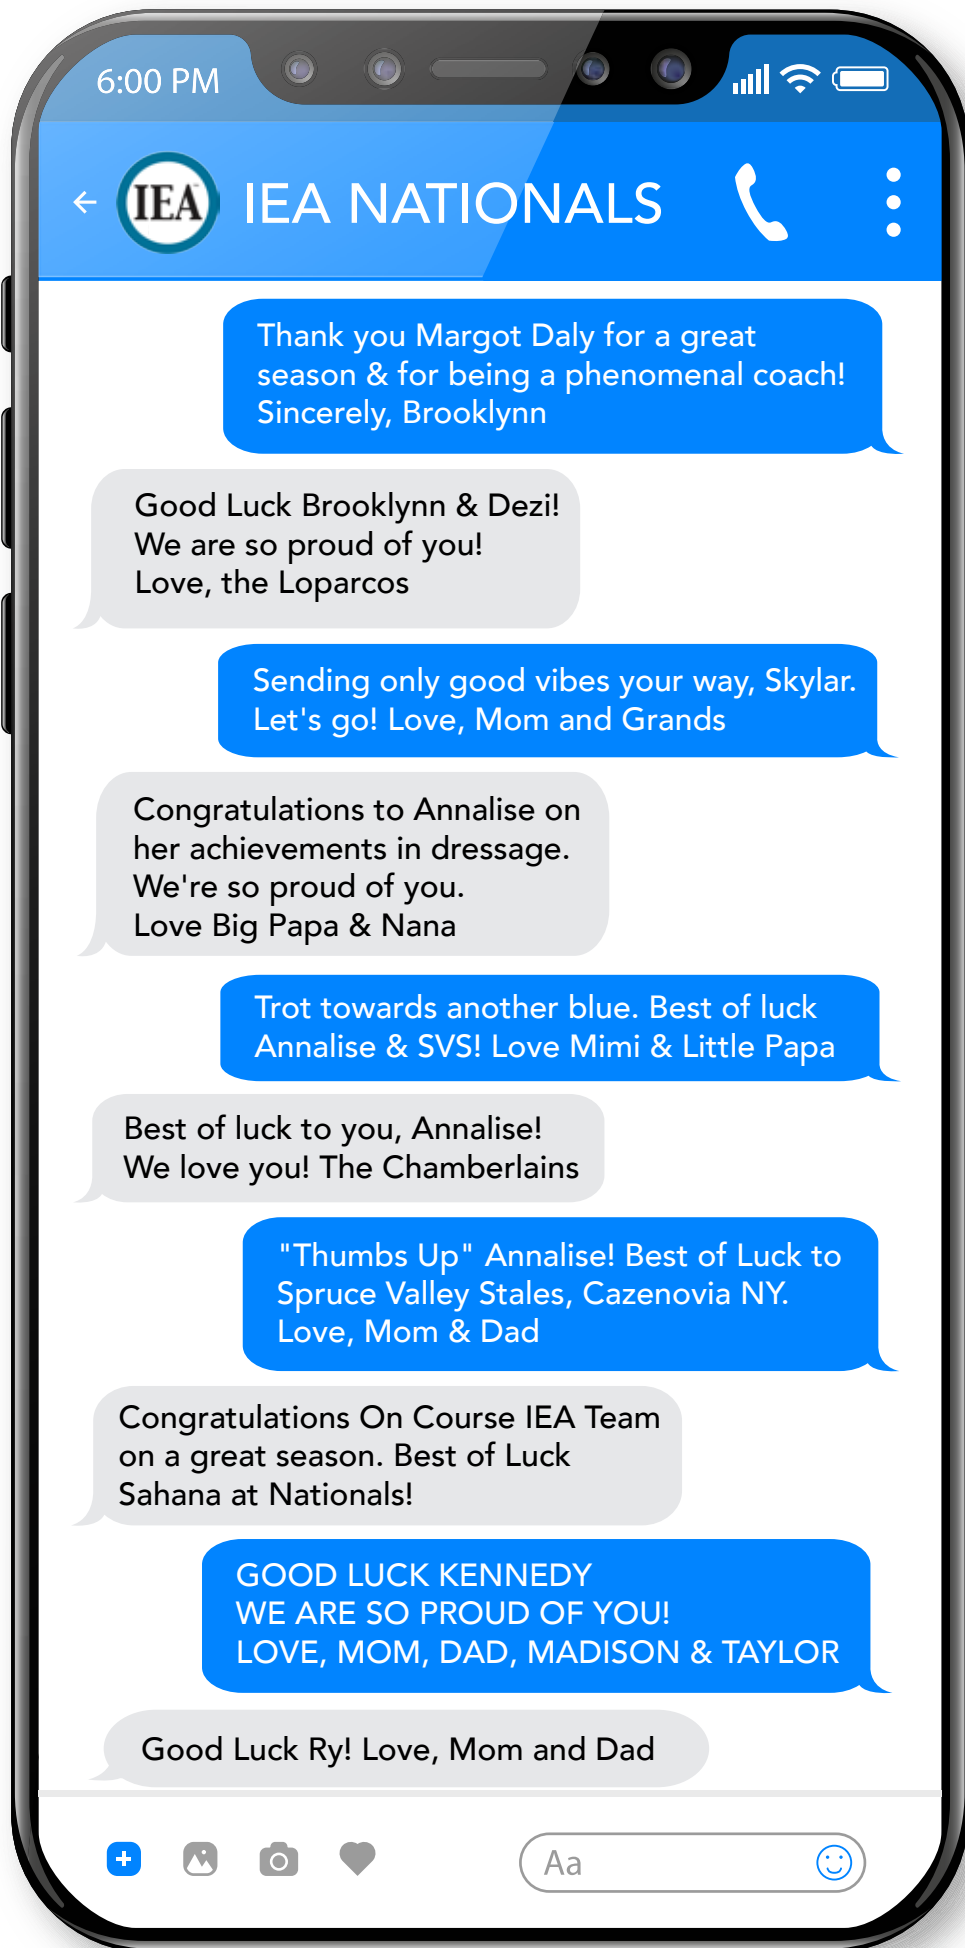 6:00 PM
IEA
IEA NATIONALS
Thank you Margot Daly for a great
season & for being a phenomenal coach!
Sincerely, Brooklynn
Good Luck Brooklynn & Dezi!
We are so proud of you!
Love, the Loparcos
Sending only good vibes your way, Skylar.
Let's go! Love, Mom and Grands
Congratulations to Annalise on
her achievements in dressage.
We're so proud of you.
Love Big Papa & Nana
Trot towards another blue. Best of luck
Annalise & SVS! Love Mimi & Little Papa
Best of luck to you, Annalise!
We love you! The Chamberlains
"Thumbs Up" Annalise! Best of Luck to
Spruce Valley Stales, Cazenovia NY.
Love, Mom & Dad
Congratulations On Course IEA Team
on a great season. Best of Luck
Sahana at Nationals!
GOOD LUCK KENNEDY
WE ARE SO PROUD OF YOU!
LOVE, MOM, DAD, MADISON & TAYLOR
Good Luck Ry! Love, Mom and Dad
Aa